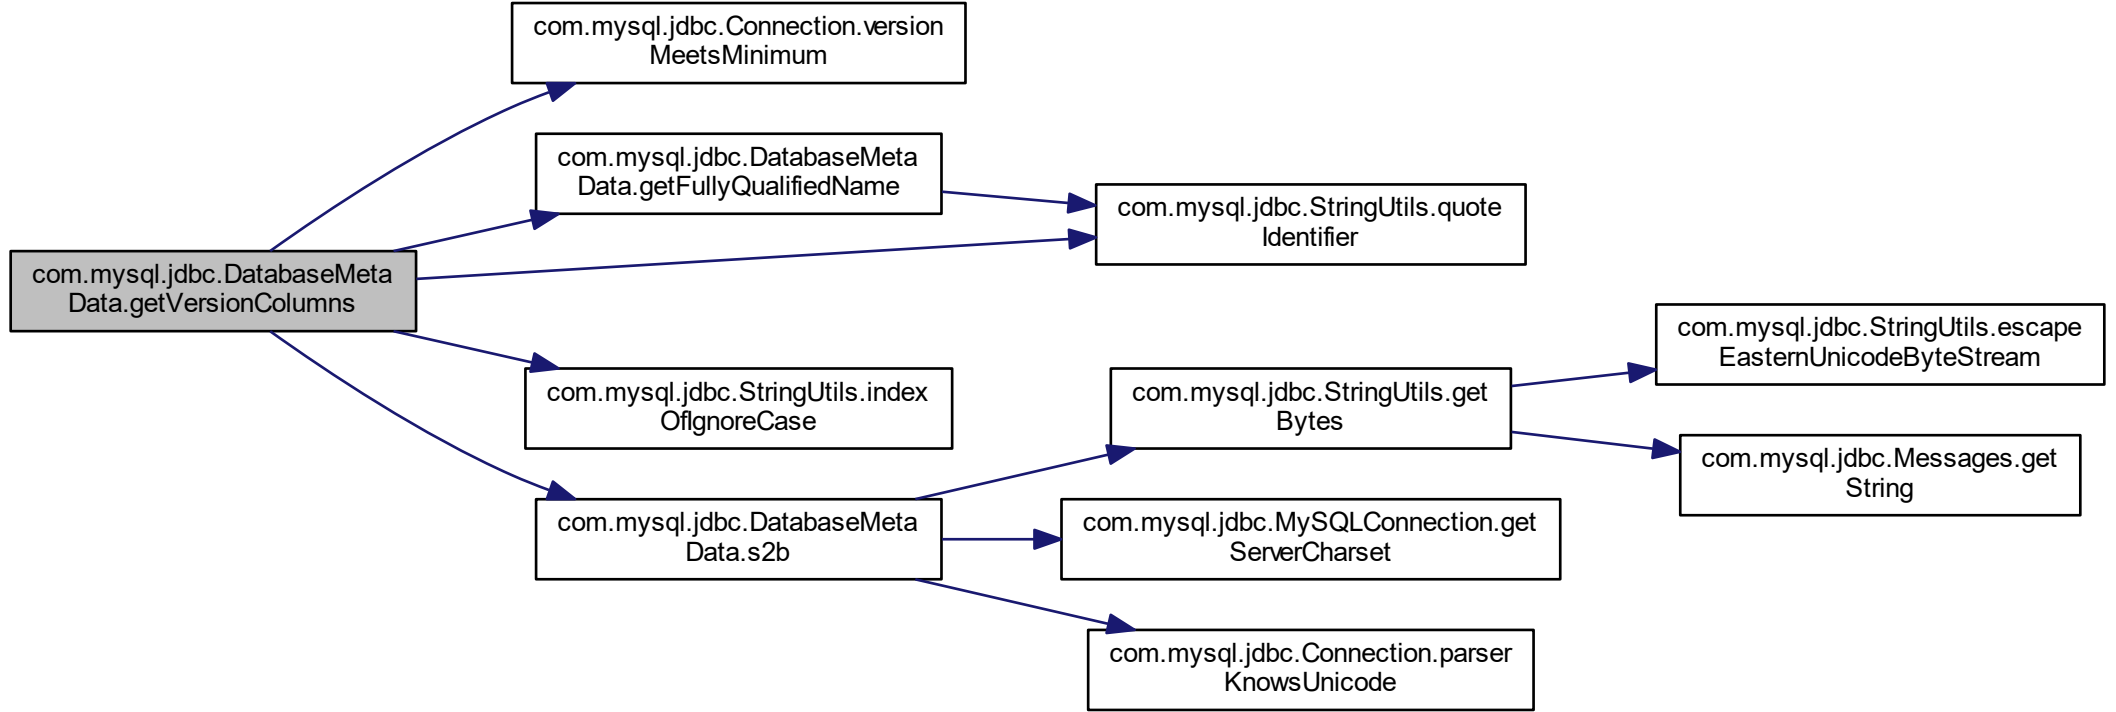 com.mysql.jdbc.Connection.version
MeetsMinimum
com.mysql.jdbc.DatabaseMeta
Data.getFullyQualifiedName
com.mysql.jdbc.StringUtils.quote
Identifier
com.mysql.jdbc.DatabaseMeta
Data.getVersionColumns
com.mysql.jdbc.StringUtils.escape
EasternUnicodeByteStream
com.mysql.jdbc.StringUtils.index
OfIgnoreCase
com.mysql.jdbc.StringUtils.get
Bytes
com.mysql.jdbc.Messages.get
String
com.mysql.jdbc.DatabaseMeta
Data.s2b
com.mysql.jdbc.MySQLConnection.get
ServerCharset
com.mysql.jdbc.Connection.parser
KnowsUnicode